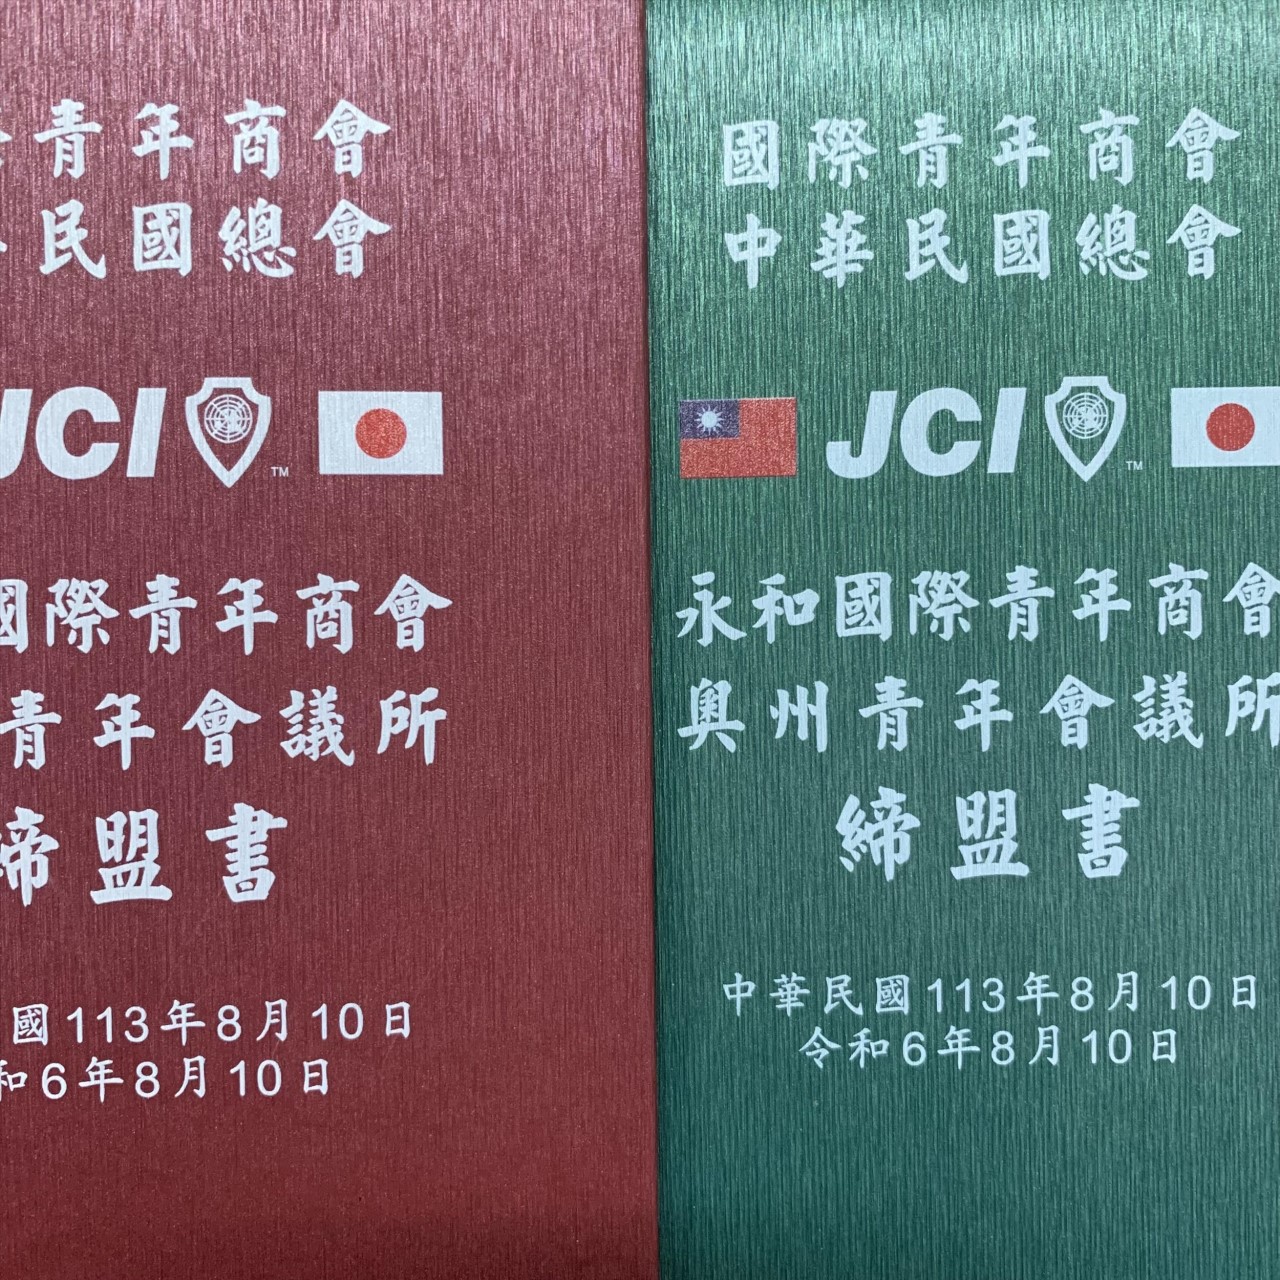 青年商會
民國總會
JCI
TM
國際青年商會
青年會議所
締盟書
國113年8月10日
和6年8月10日
國際青年商會
中華民國總會
JCI
TM
永和國際青年商會
奧州青年會議所
締盟書
中華民國113年8月10日
令和6年8月10日